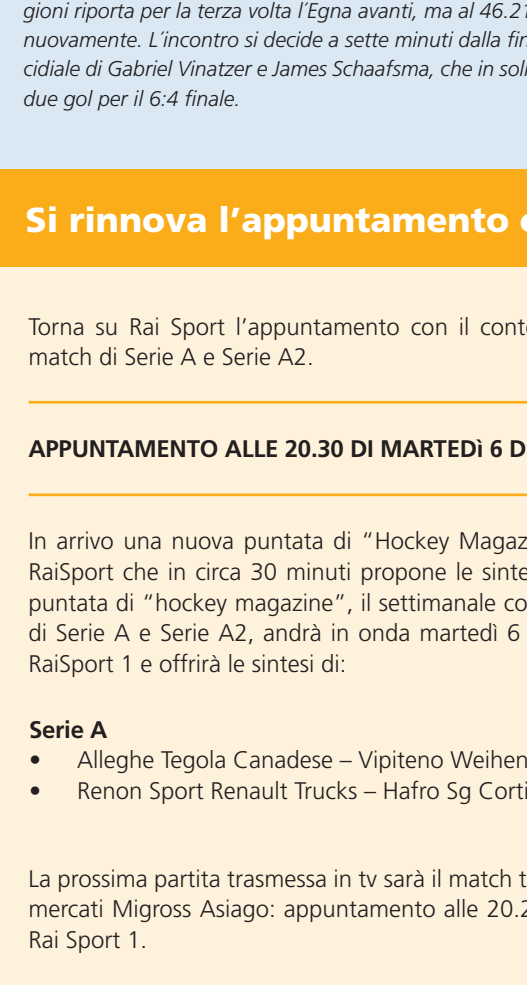 gioni riporta per la terza volta l´Egna avanti, ma al 46.21
nuovamente. L´incontro si decide a sette minuti dalla fin
cidiale di Gabriel Vinatzer e James Schaafsma, che in soli
due gol per il 6:4 finale.
Si rinnova l’appuntamento
Torna su Rai Sport l’appuntamento con il conte
match di Serie A e Serie A2.
APPUNTAMENTO ALLE 20.30 DI MARTEDÌ 6 D
In arrivo una nuova puntata di “Hockey Magaz
RaiSport che in circa 30 minuti propone le sinte
puntata di “hockey magazine”, il settimanale co
di Serie A e Serie A2, andrà in onda martedì 6
RaiSport 1 e offrirà le sintesi di:
Serie A
• Alleghe Tegola Canadese – Vipiteno Weihen
• Renon Sport Renault Trucks – Hafro Sg Corti
La prossima partita trasmessa in tv sarà il match t
mercati Migross Asiago: appuntamento alle 20.2
Rai Sport 1.